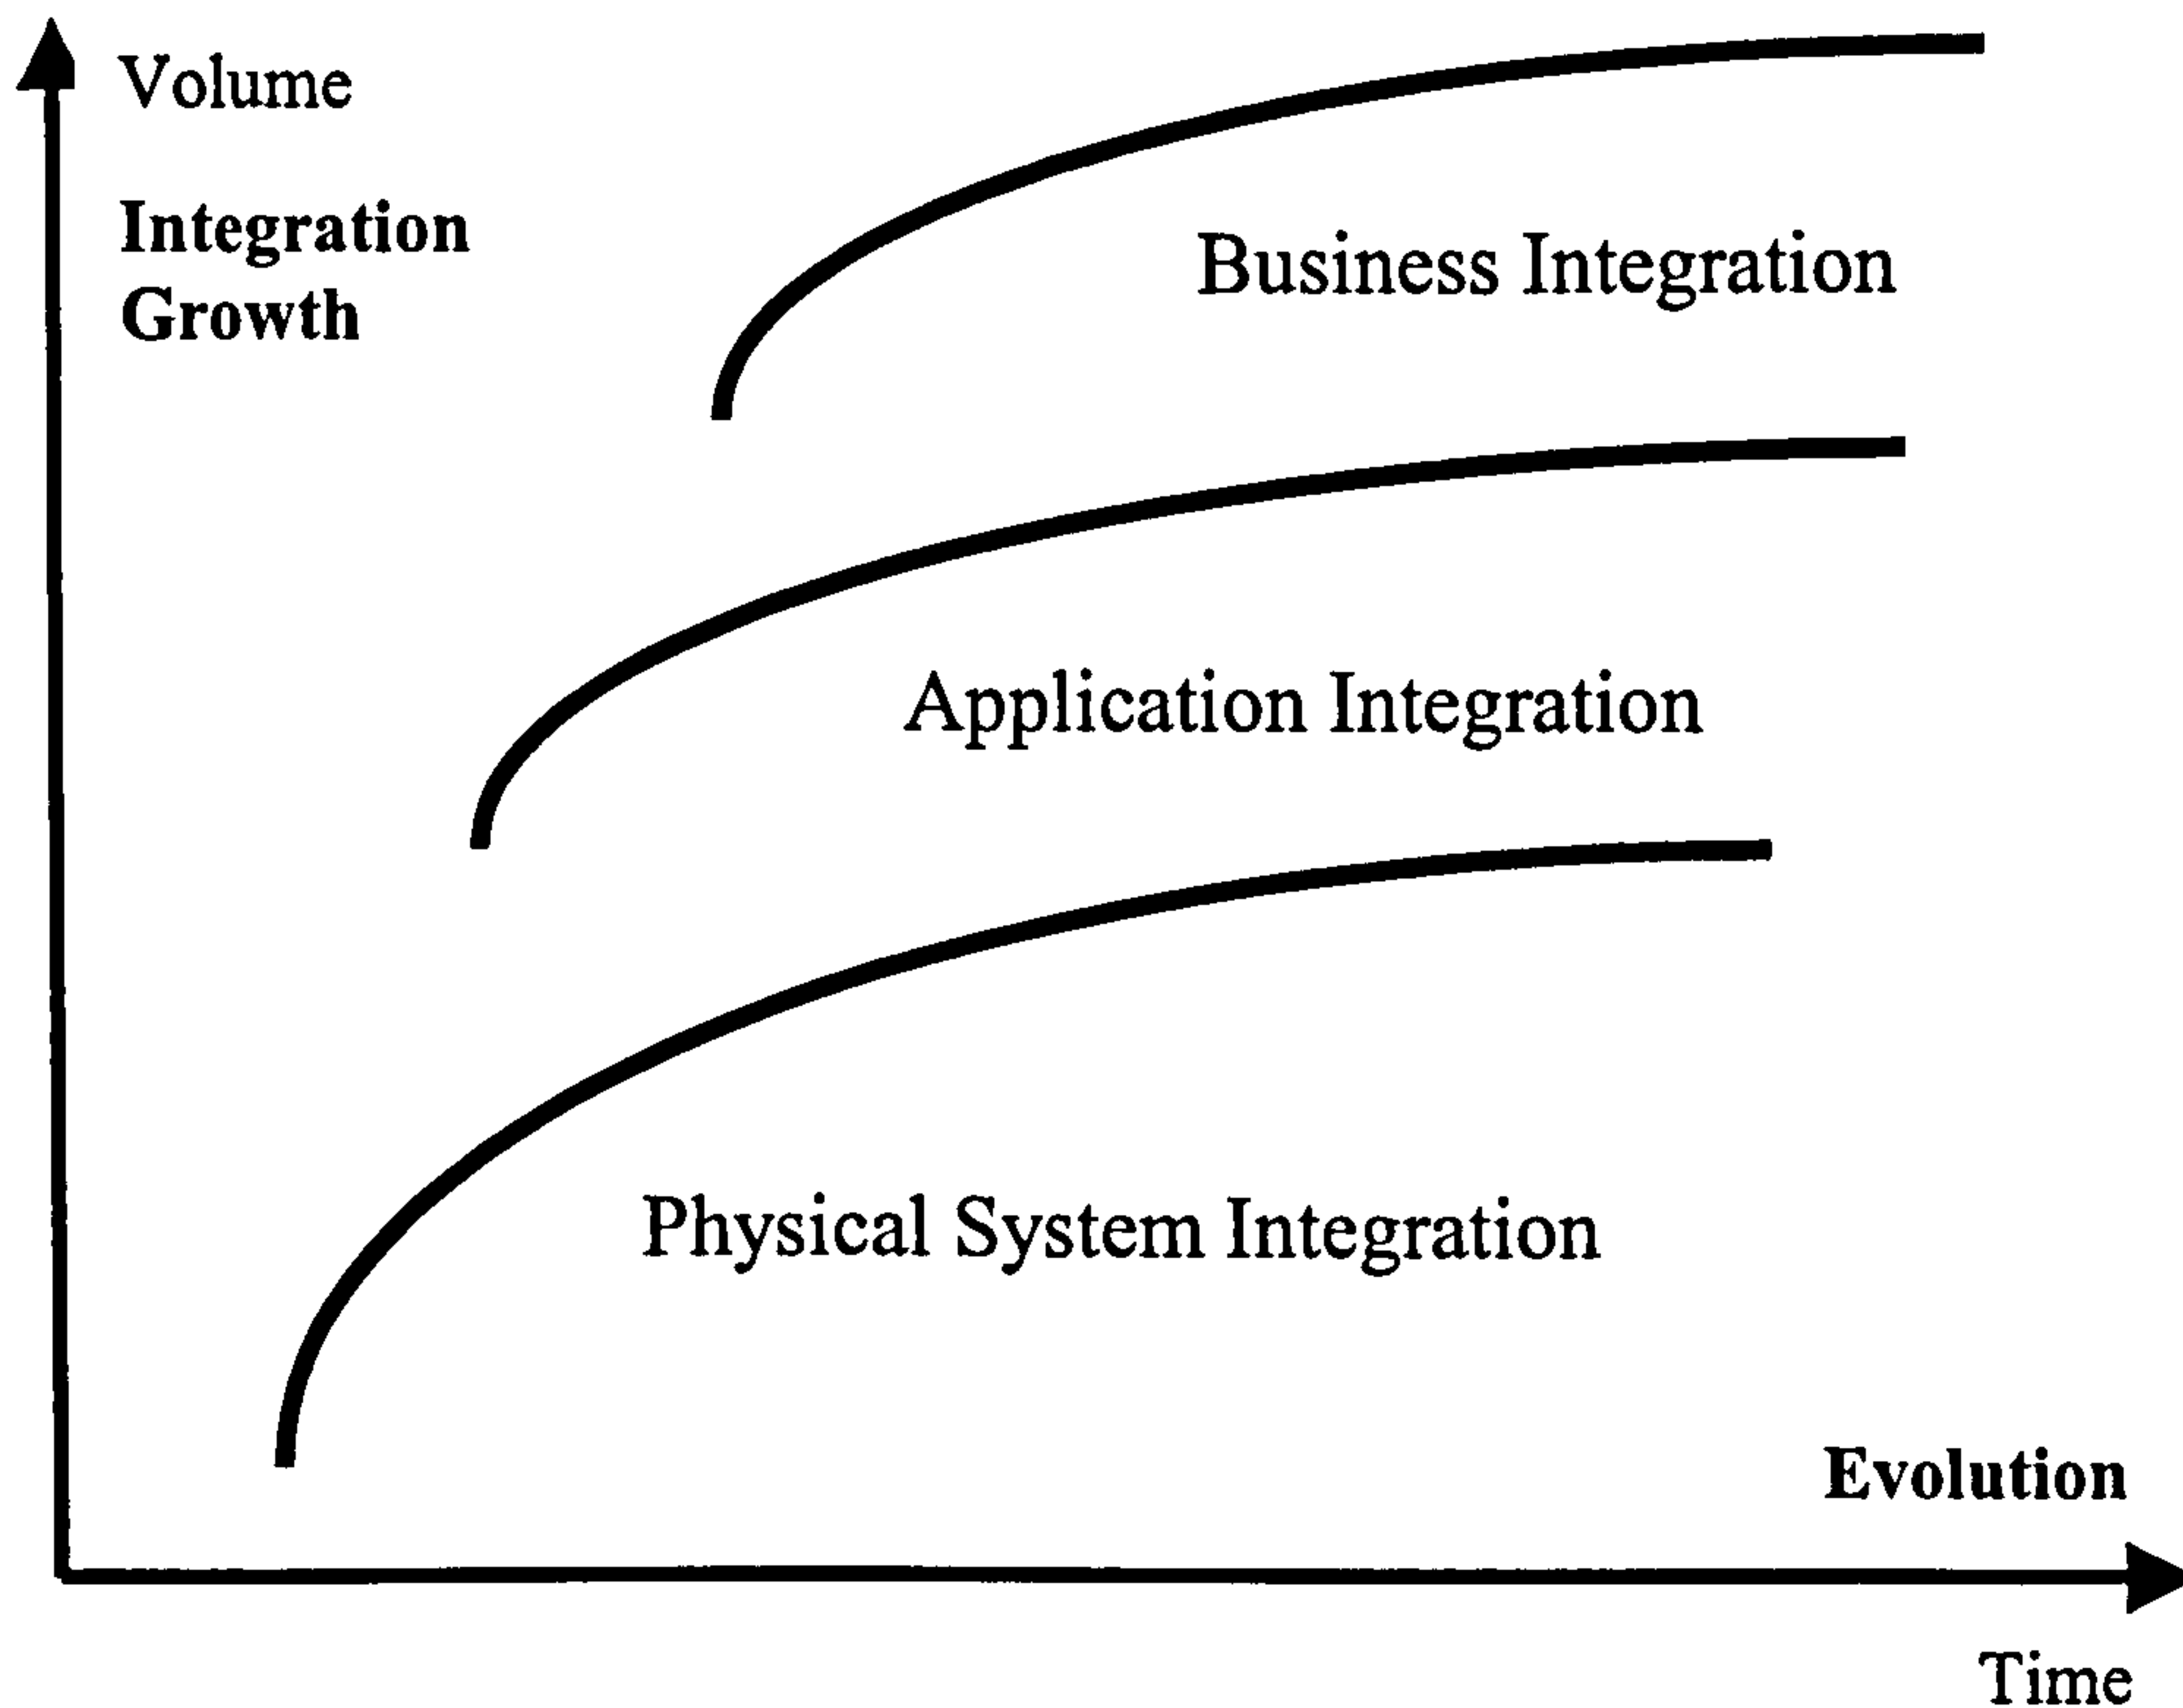 Volume
Integration
Growth
Business Integration
Application Integration
Physical System Integration
Evolution
Time